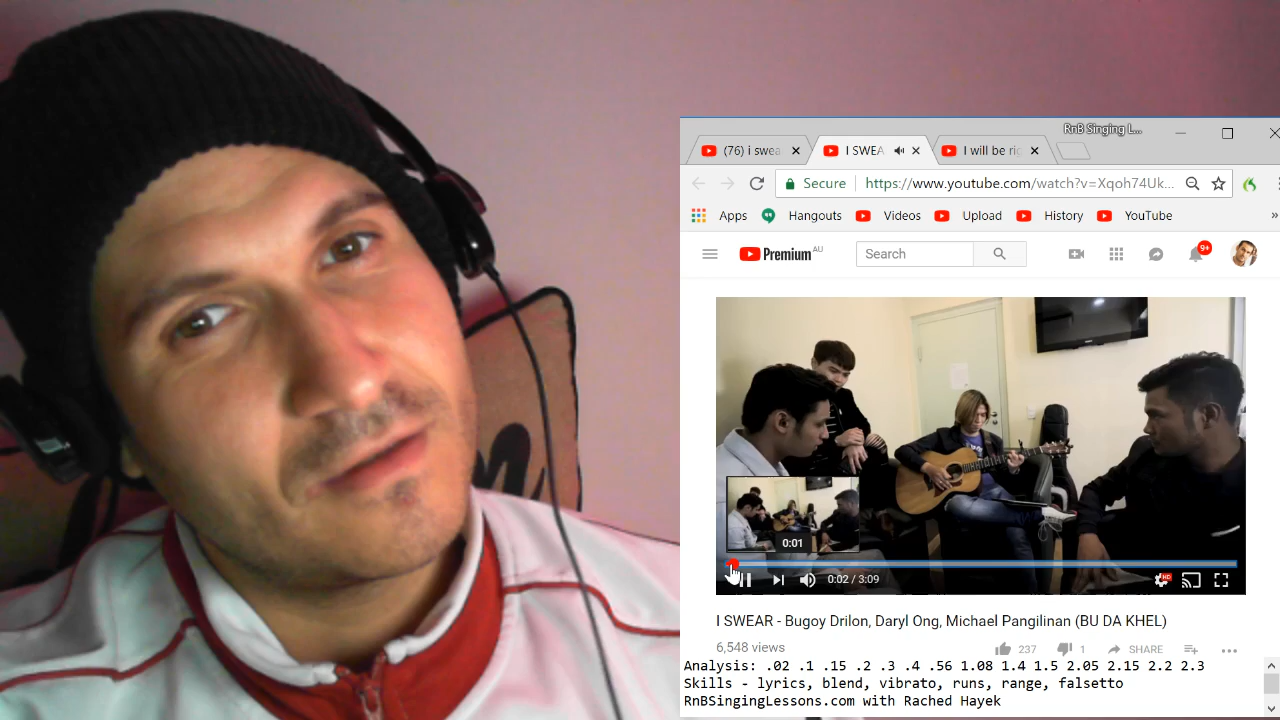 RnB Singing L...
(76) i swea
I SWEA
I will be rig
Secure
https://www.youtube.com/watch?v=Xqoh74Uk...
Apps Hangouts Videos Upload History YouTube »
Premium AU
Search
9+
0:01
0:02 / 3:09
HD
I SWEAR - Bugoy Drilon, Daryl Ong, Michael Pangilinan (BU DA KHEL)
6,548 views
237 1 SHARE
Analysis: .02 .1 .15 .2 .3 .4 .56 1.08 1.4 1.5 2.05 2.15 2.2 2.3
Skills - lyrics, blend, vibrato, runs, range, falsetto
RnBSingingLessons.com with Rached Hayek